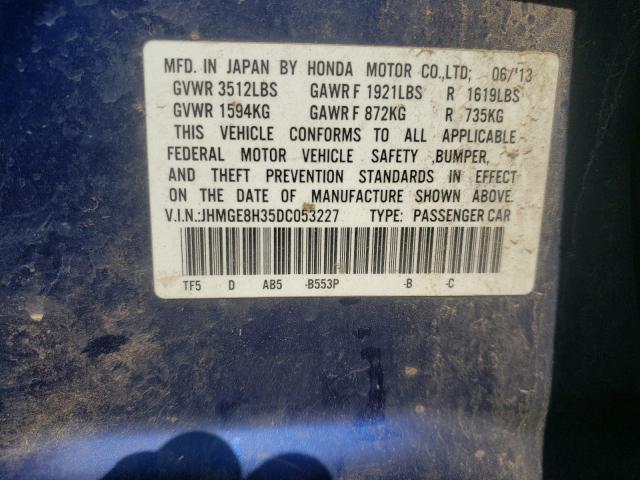 MFD. IN JAPAN BY HONDA MOTOR CO.,LTD; 06/'13
GVWR 3512LBS GAWR F 1921LBS R 1619LBS
GVWR 1594KG GAWR F 872KG R 735KG
THIS VEHICLE CONFORMS TO ALL APPLICABLE
FEDERAL MOTOR VEHICLE SAFETY ,BUMPER,
AND THEFT PREVENTION STANDARDS IN EFFECT
ON THE DATE OF MANUFACTURE SHOWN ABOVE.
V.I.N.:JHMGE8H35DC053227 TYPE: PASSENGER CAR
TF5 D AB5 -B553P -B -C